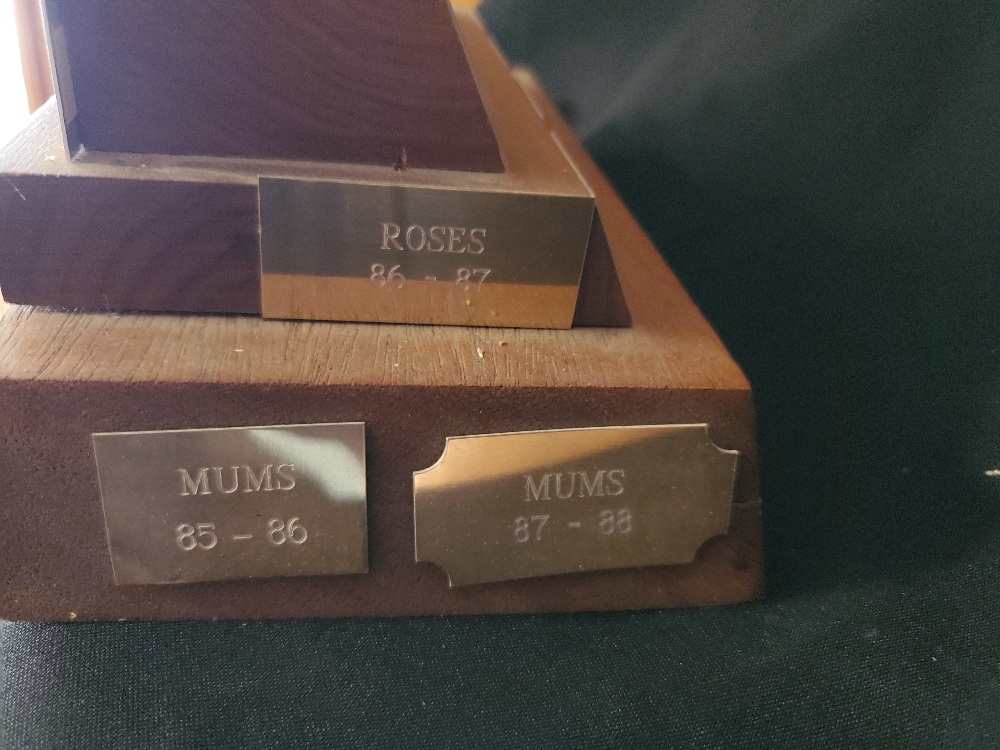 ROSES
86 - 87
MUMS
85 - 86
MUMS
87 - 88